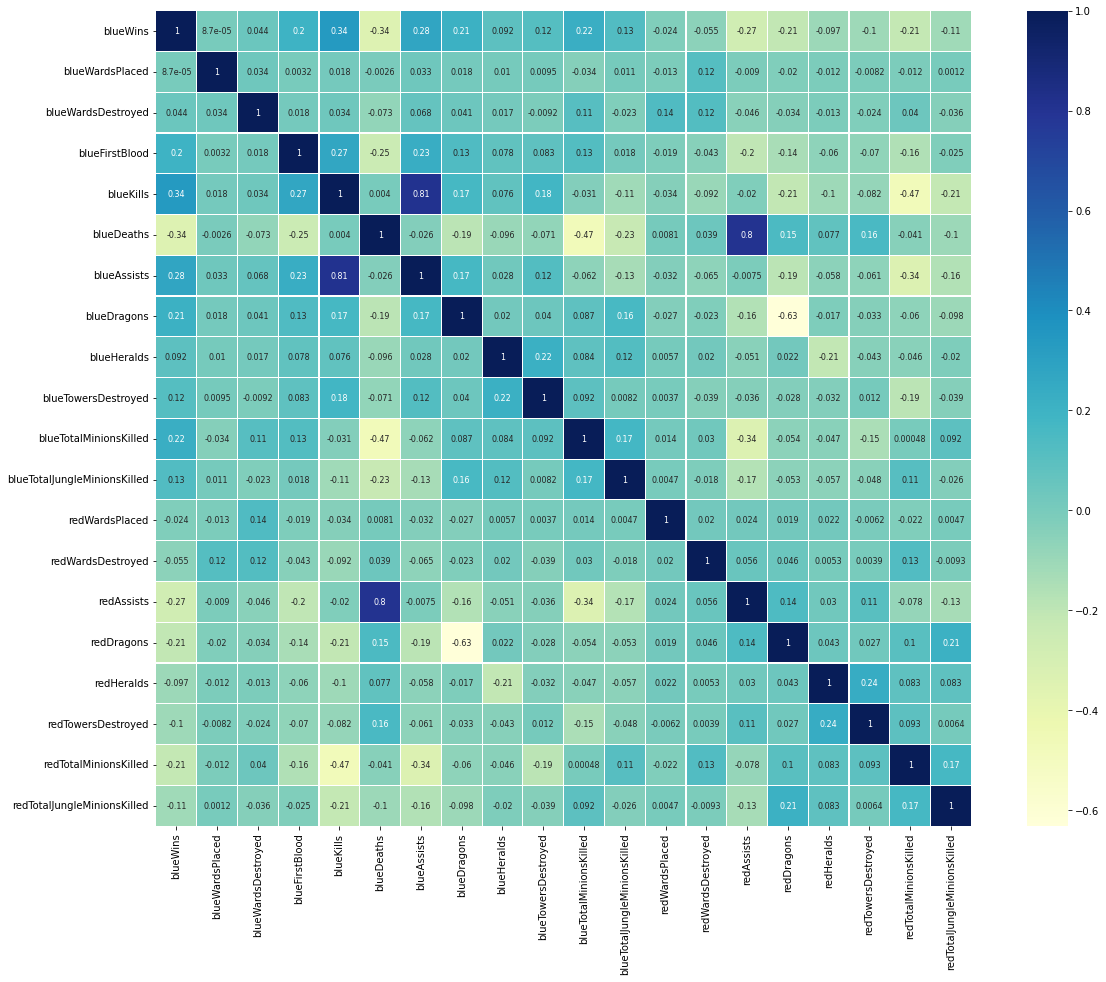 blueWins 1 8.7e-05 0.044 0.2 0.34 -0.34 0.28 0.21 0.092 0.12 0.22 0.13 -0.024 -0.055 -0.27 -0.21 -0.097 -0.1 -0.21 -0.11
blueWardsPlaced 8.7e-05 1 0.034 0.0032 0.018 -0.0026 0.033 0.018 0.01 0.0095 -0.034 0.011 -0.013 0.12 -0.009 -0.02 -0.012 -0.0082 -0.012 0.0012
blueWardsDestroyed 0.044 0.034 1 0.018 0.034 -0.073 0.068 0.041 0.017 -0.0092 0.11 -0.023 0.14 0.12 -0.046 -0.034 -0.013 -0.024 0.04 -0.036
blueFirstBlood 0.2 0.0032 0.018 1 0.27 -0.25 0.23 0.13 0.078 0.083 0.13 0.018 -0.019 -0.043 -0.2 -0.14 -0.06 -0.07 -0.16 -0.025
blueKills 0.34 0.018 0.034 0.27 1 0.004 0.81 0.17 0.076 0.18 -0.031 -0.11 -0.034 -0.092 -0.02 -0.21 -0.1 -0.082 -0.47 -0.21
blueDeaths -0.34 -0.0026 -0.073 -0.25 0.004 1 -0.026 -0.19 -0.096 -0.071 -0.47 -0.23 0.0081 0.039 0.8 0.15 0.077 0.16 -0.041 -0.1
blueAssists 0.28 0.033 0.068 0.23 0.81 -0.026 1 0.17 0.028 0.12 -0.062 -0.13 -0.032 -0.065 -0.0075 -0.19 -0.058 -0.061 -0.34 -0.16
blueDragons 0.21 0.018 0.041 0.13 0.17 -0.19 0.17 1 0.02 0.04 0.087 0.16 -0.027 -0.023 -0.16 -0.63 -0.017 -0.033 -0.06 -0.098
blueHeralds 0.092 0.01 0.017 0.078 0.076 -0.096 0.028 0.02 1 0.22 0.084 0.12 0.0057 0.02 -0.051 0.022 -0.21 -0.043 -0.046 -0.02
blueTowersDestroyed 0.12 0.0095 -0.0092 0.083 0.18 -0.071 0.12 0.04 0.22 1 0.092 0.0082 0.0037 -0.039 -0.036 -0.028 -0.032 0.012 -0.19 -0.039
blueTotalMinionsKilled 0.22 -0.034 0.11 0.13 -0.031 -0.47 -0.062 0.087 0.084 0.092 1 0.17 0.014 0.03 -0.34 -0.054 -0.047 -0.15 0.00048 0.092
blueTotalJungleMinionsKilled 0.13 0.011 -0.023 0.018 -0.11 -0.23 -0.13 0.16 0.12 0.0082 0.17 1 0.0047 -0.018 -0.17 -0.053 -0.057 -0.048 0.11 -0.026
redWardsPlaced -0.024 -0.013 0.14 -0.019 -0.034 0.0081 -0.032 -0.027 0.0057 0.0037 0.014 0.0047 1 0.02 0.024 0.019 0.022 -0.0062 -0.022 0.0047
redWardsDestroyed -0.055 0.12 0.12 -0.043 -0.092 0.039 -0.065 -0.023 0.02 -0.039 0.03 -0.018 0.02 1 0.056 0.046 0.0053 0.0039 0.13 -0.0093
redAssists -0.27 -0.009 -0.046 -0.2 -0.02 0.8 -0.0075 -0.16 -0.051 -0.036 -0.34 -0.17 0.024 0.056 1 0.14 0.03 0.11 -0.078 -0.13
redDragons -0.21 -0.02 -0.034 -0.14 -0.21 0.15 -0.19 -0.63 0.022 -0.028 -0.054 -0.053 0.019 0.046 0.14 1 0.043 0.027 0.1 0.21
redHeralds -0.097 -0.012 -0.013 -0.06 -0.1 0.077 -0.058 -0.017 -0.21 -0.032 -0.047 -0.057 0.022 0.0053 0.03 0.043 1 0.24 0.083 0.083
redTowersDestroyed -0.1 -0.0082 -0.024 -0.07 -0.082 0.16 -0.061 -0.033 -0.043 0.012 -0.15 -0.048 -0.0062 0.0039 0.11 0.027 0.24 1 0.093 0.0064
redTotalMinionsKilled -0.21 -0.012 0.04 -0.16 -0.47 -0.041 -0.34 -0.06 -0.046 -0.19 0.00048 0.11 -0.022 0.13 -0.078 0.1 0.083 0.093 1 0.17
redTotalJungleMinionsKilled -0.11 0.0012 -0.036 -0.025 -0.21 -0.1 -0.16 -0.098 -0.02 -0.039 0.092 -0.026 0.0047 -0.0093 -0.13 0.21 0.083 0.0064 0.17 1
blueWins
blueWardsPlaced
blueWardsDestroyed
blueFirstBlood
blueKills
blueDeaths
blueAssists
blueDragons
blueHeralds
blueTowersDestroyed
blueTotalMinionsKilled
blueTotalJungleMinionsKilled
redWardsPlaced
redWardsDestroyed
redAssists
redDragons
redHeralds
redTowersDestroyed
redTotalMinionsKilled
redTotalJungleMinionsKilled
1.0
0.8
0.6
0.4
0.2
0.0
−0.2
−0.4
−0.6